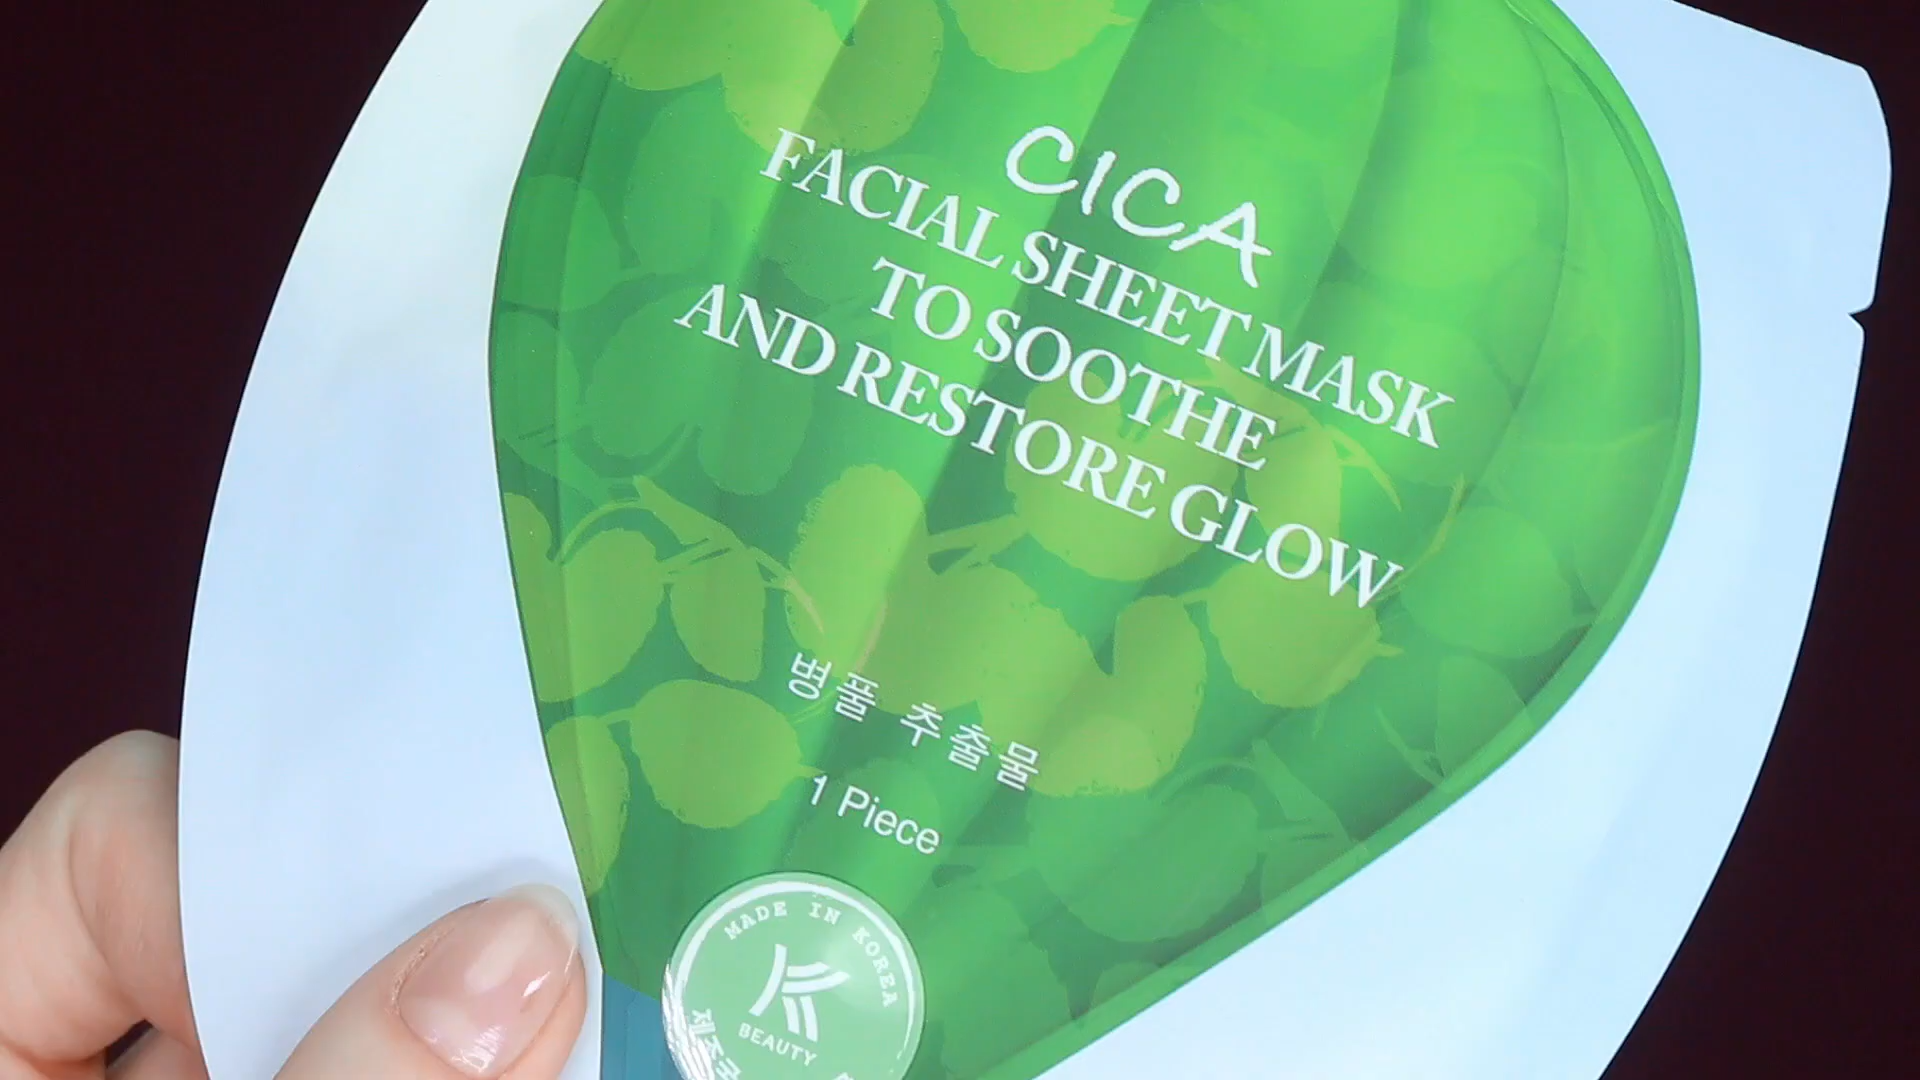 CICA
FACIAL SHEET MASK
TO SOOTHE
AND RESTORE GLOW
병풀 추출물
1 Piece
MADE IN KOREA
K
BEAUTY